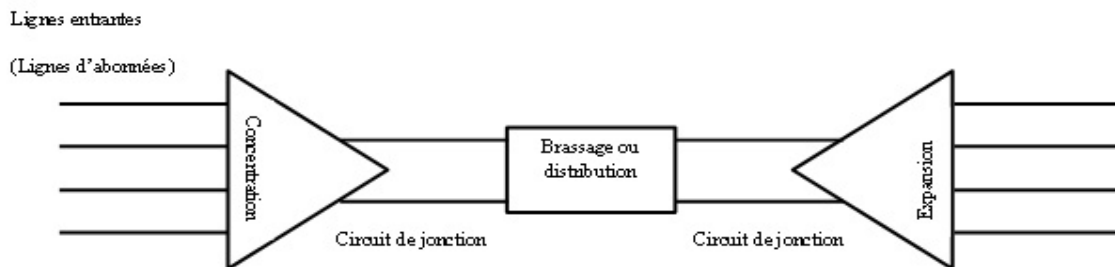 Lignes entrantes
(Lignes d'abonnées)
Concentration
Brassage ou
distribution
Expansion
Circuit de jonction
Circuit de jonction